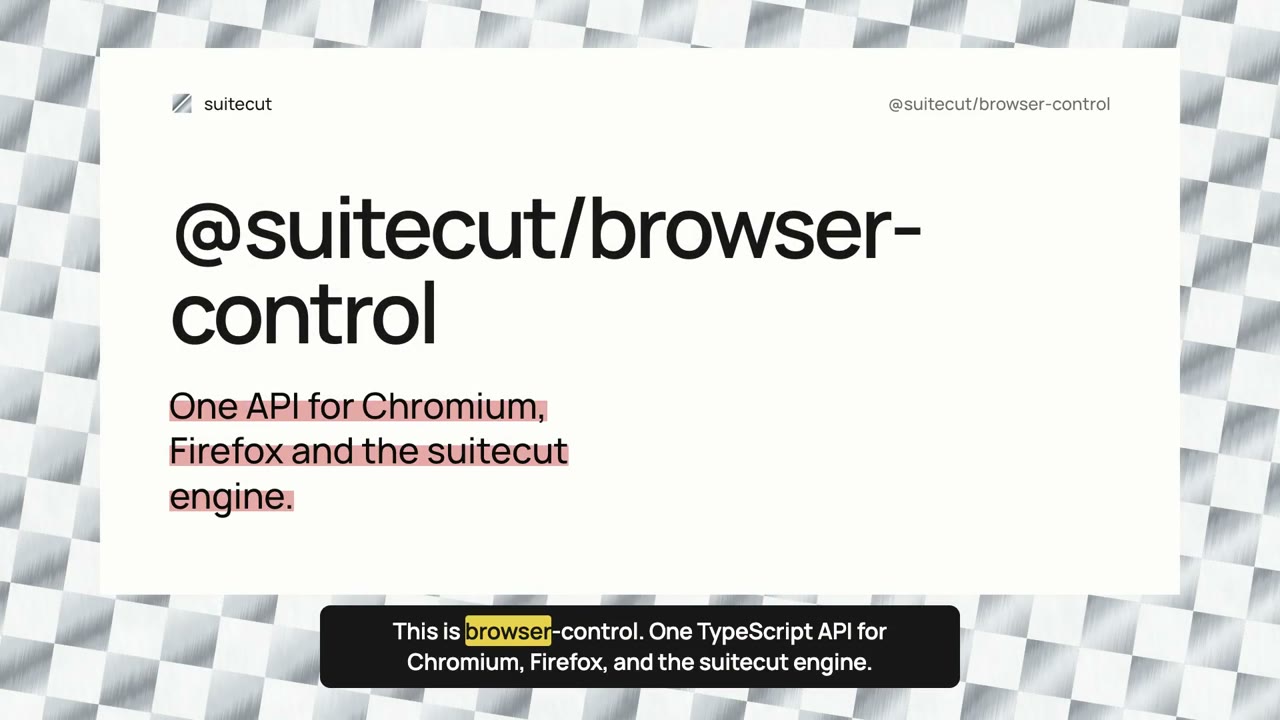 suitecut
@suitecut/browser-control
@suitecut/browser-
control
One API for Chromium,
Firefox and the suitecut
engine.
This is browser-control. One TypeScript API for
Chromium, Firefox, and the suitecut engine.